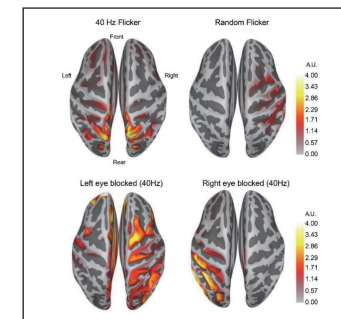 40 Hz Flicker
Random Flicker
Front
Left
Right
Rear
A.U.
4.00
3.43
2.86
2.29
1.71
1.14
0.57
0.00
Left eye blocked (40Hz)
Right eye blocked (40Hz)
A.U.
4.00
3.43
2.86
2.29
1.71
1.14
0.57
0.00